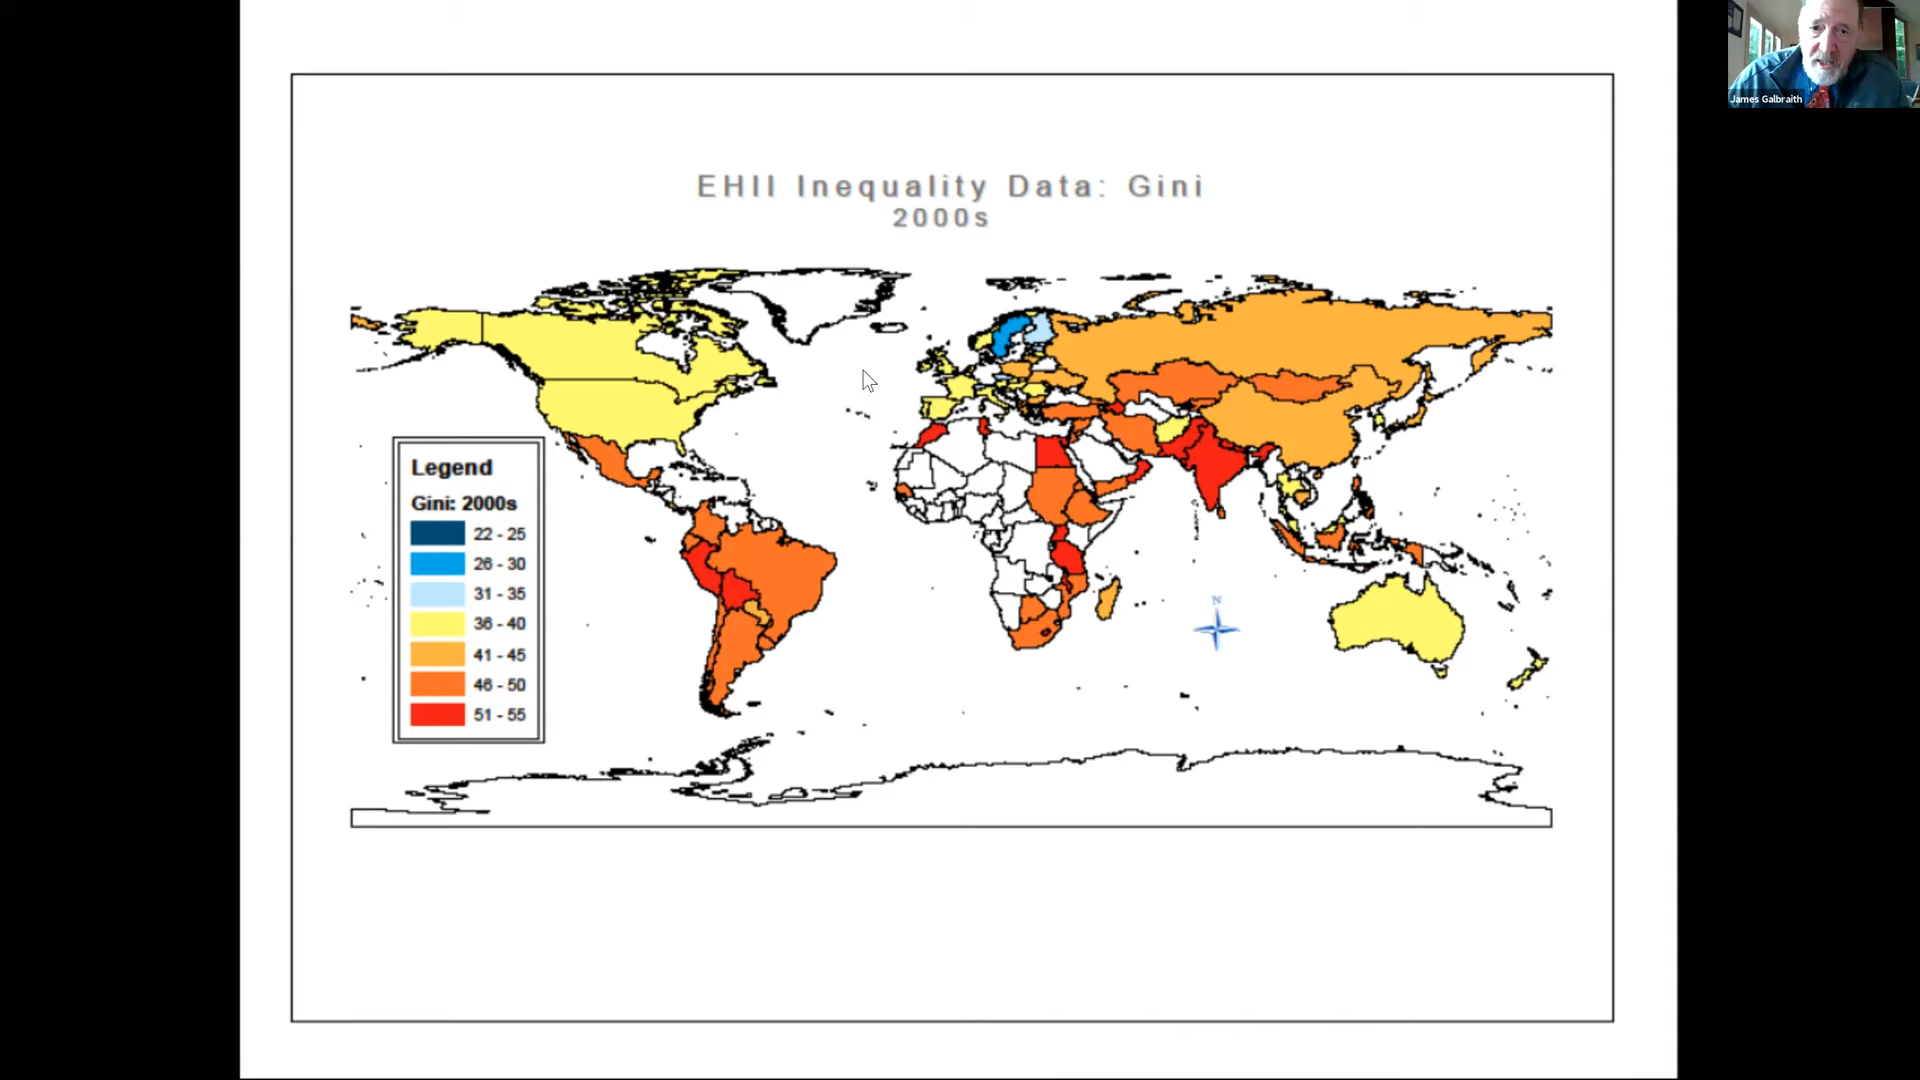 James Galbraith
EHII Inequality Data: Gini
2000s
Legend
Gini: 2000s
22 - 25
26 - 30
31 - 35
36 - 40
41 - 45
46 - 50
51 - 55
N